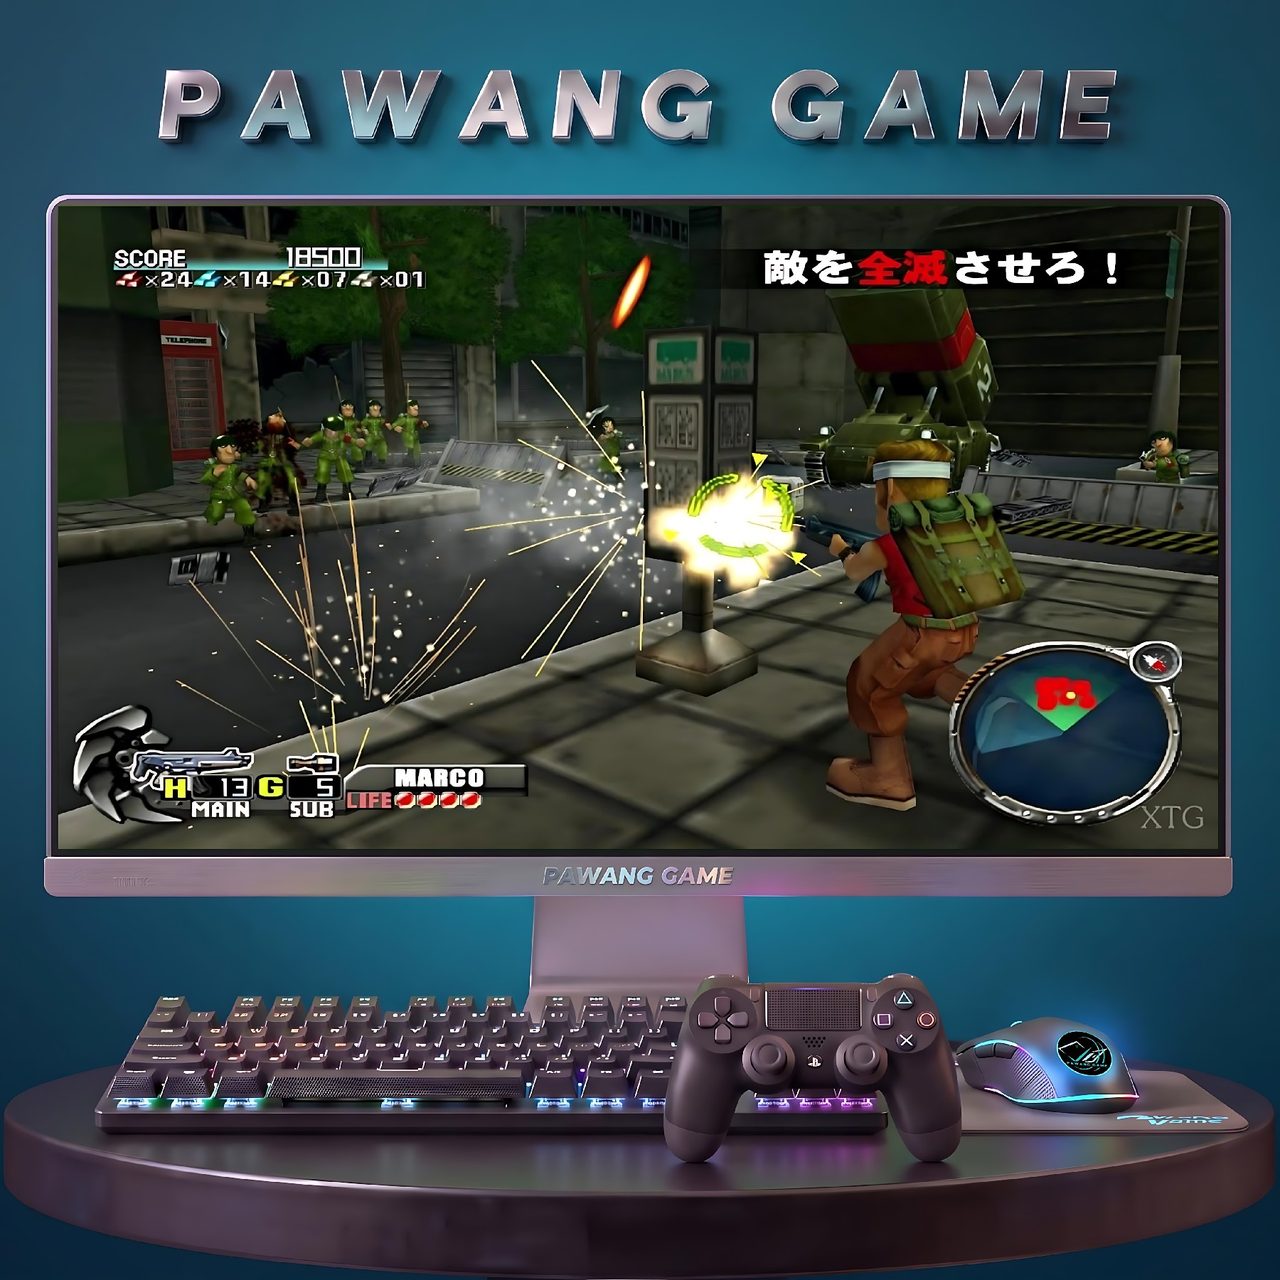 PAWANG GAME
SCORE 18500
×24 ×14 ×07 ×01
敵を全滅させろ！
TELEPHONE
H 13 G 5
MAIN SUB
MARCO
LIFE
XTG
PAWANG GAME